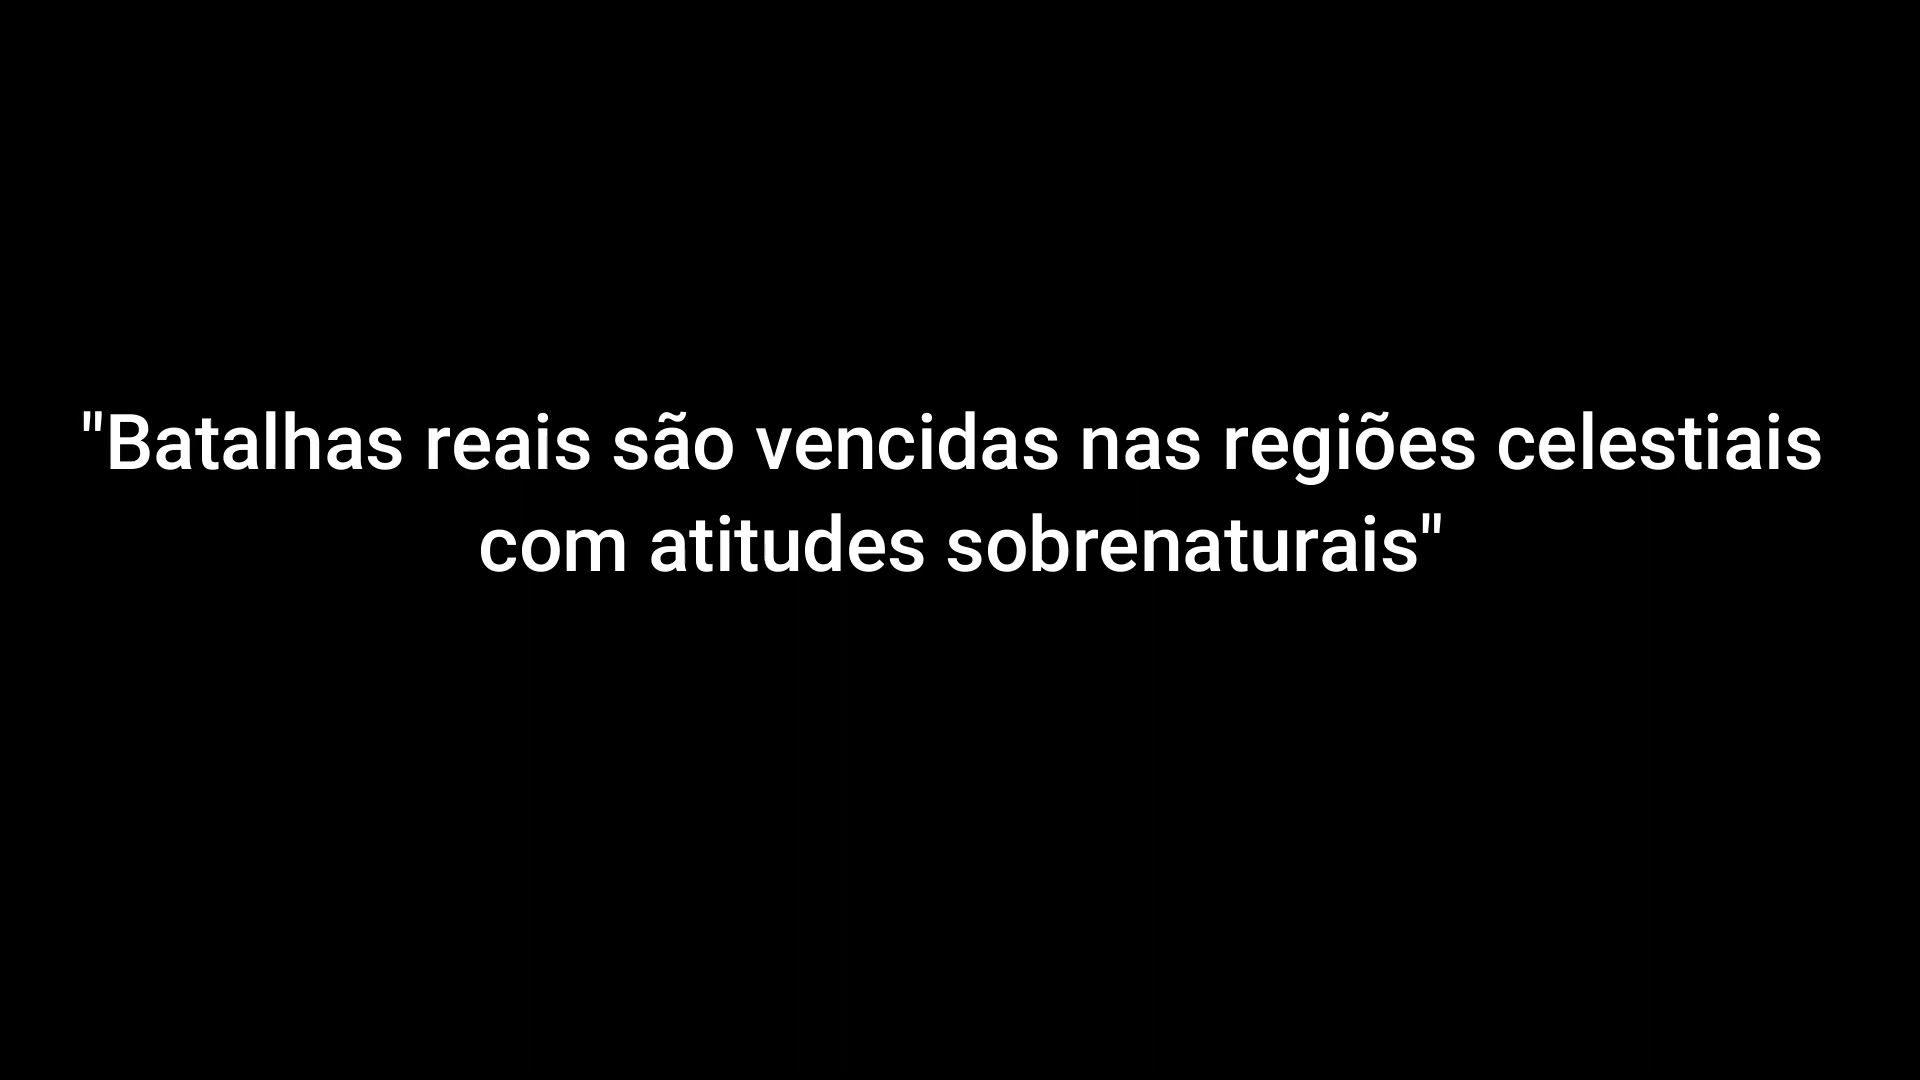 "Batalhas reais são vencidas nas regiões celestiais
com atitudes sobrenaturais"